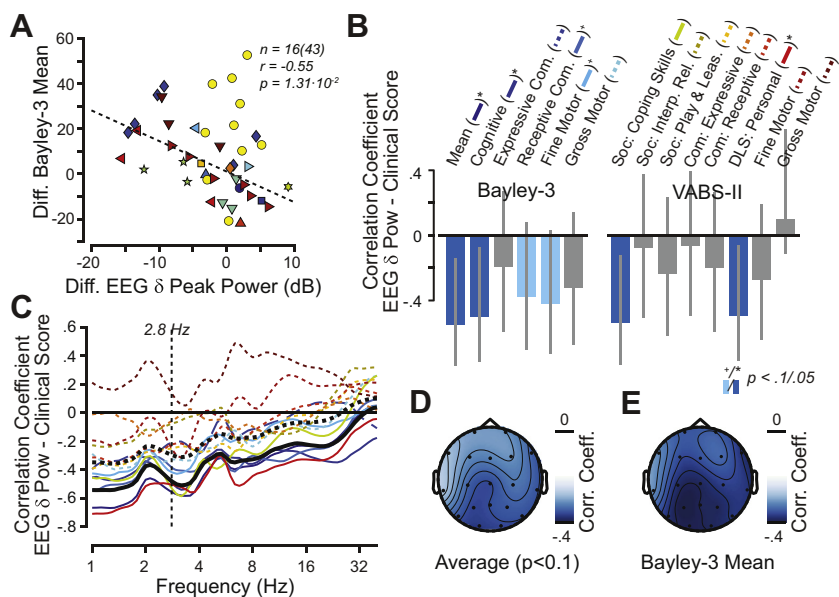 A
Diff. Bayley-3 Mean
60
40
20
0
-20
n = 16(43)
r = -0.55
p = 1.31·10⁻²
-20
-10
0
10
Diff. EEG δ Peak Power (dB)
B
Correlation Coefficient
EEG δ Pow - Clinical Score
.4
0
-.4
Mean ( )*
Cognitive ( )*
Expressive Com. ( )
Receptive Com. ( )+
Fine Motor ( )+
Gross Motor ( )
Bayley-3
Soc: Coping Skills ( )
Soc: Interp. Rel. ( )
Soc: Play & Leas. ( )
Com: Expressive ( )
Com: Receptive ( )
DLS: Personal ( )*
Fine Motor ( )
Gross Motor ( )
VABS-II
+/* p < .1/.05
C
Correlation Coefficient
EEG δ Pow - Clinical Score
.6
.4
.2
0
-.2
-.4
-.6
-.8
2.8 Hz
1
2
4
8
16
32
Frequency (Hz)
D
0
-.4
Corr. Coeff.
Average (p<0.1)
E
0
-.4
Corr. Coeff.
Bayley-3 Mean